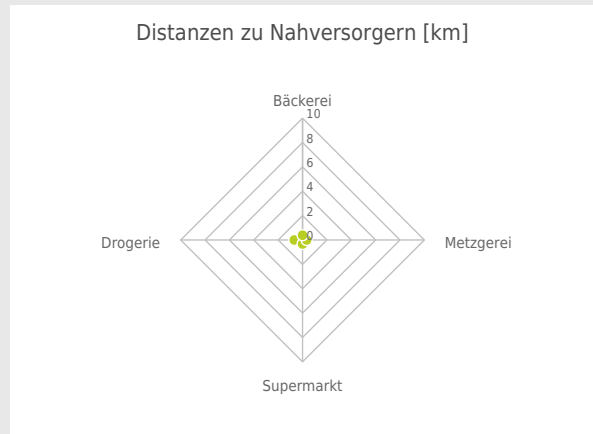 Distanzen zu Nahversorgern [km]
Bäckerei
10
8
6
4
2
0
Drogerie
Metzgerei
Supermarkt